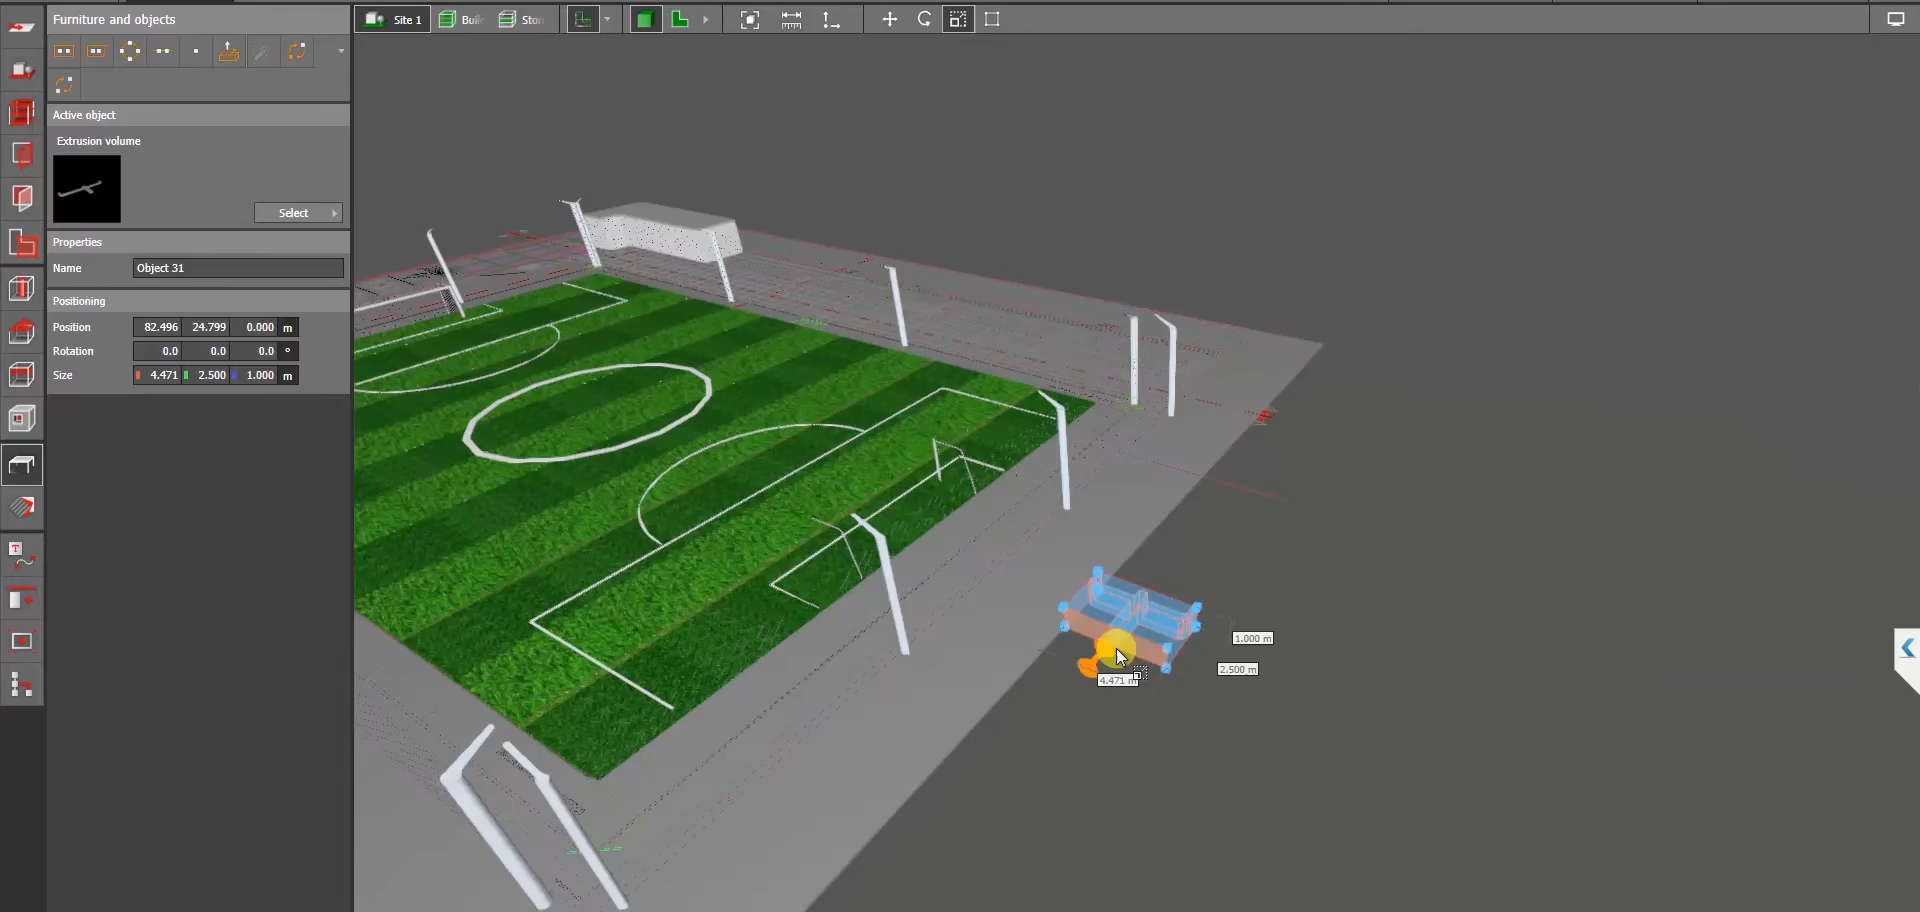 Furniture and objects
Site 1
Buil
Stor
Active object
Extrusion volume
Select
Properties
Name
Object 31
Positioning
Position
82.496
24.799
0.000
m
Rotation
0.0
0.0
0.0
°
Size
4.471
2.500
1.000
m
1.000 m
2.500 m
4.471 m
T